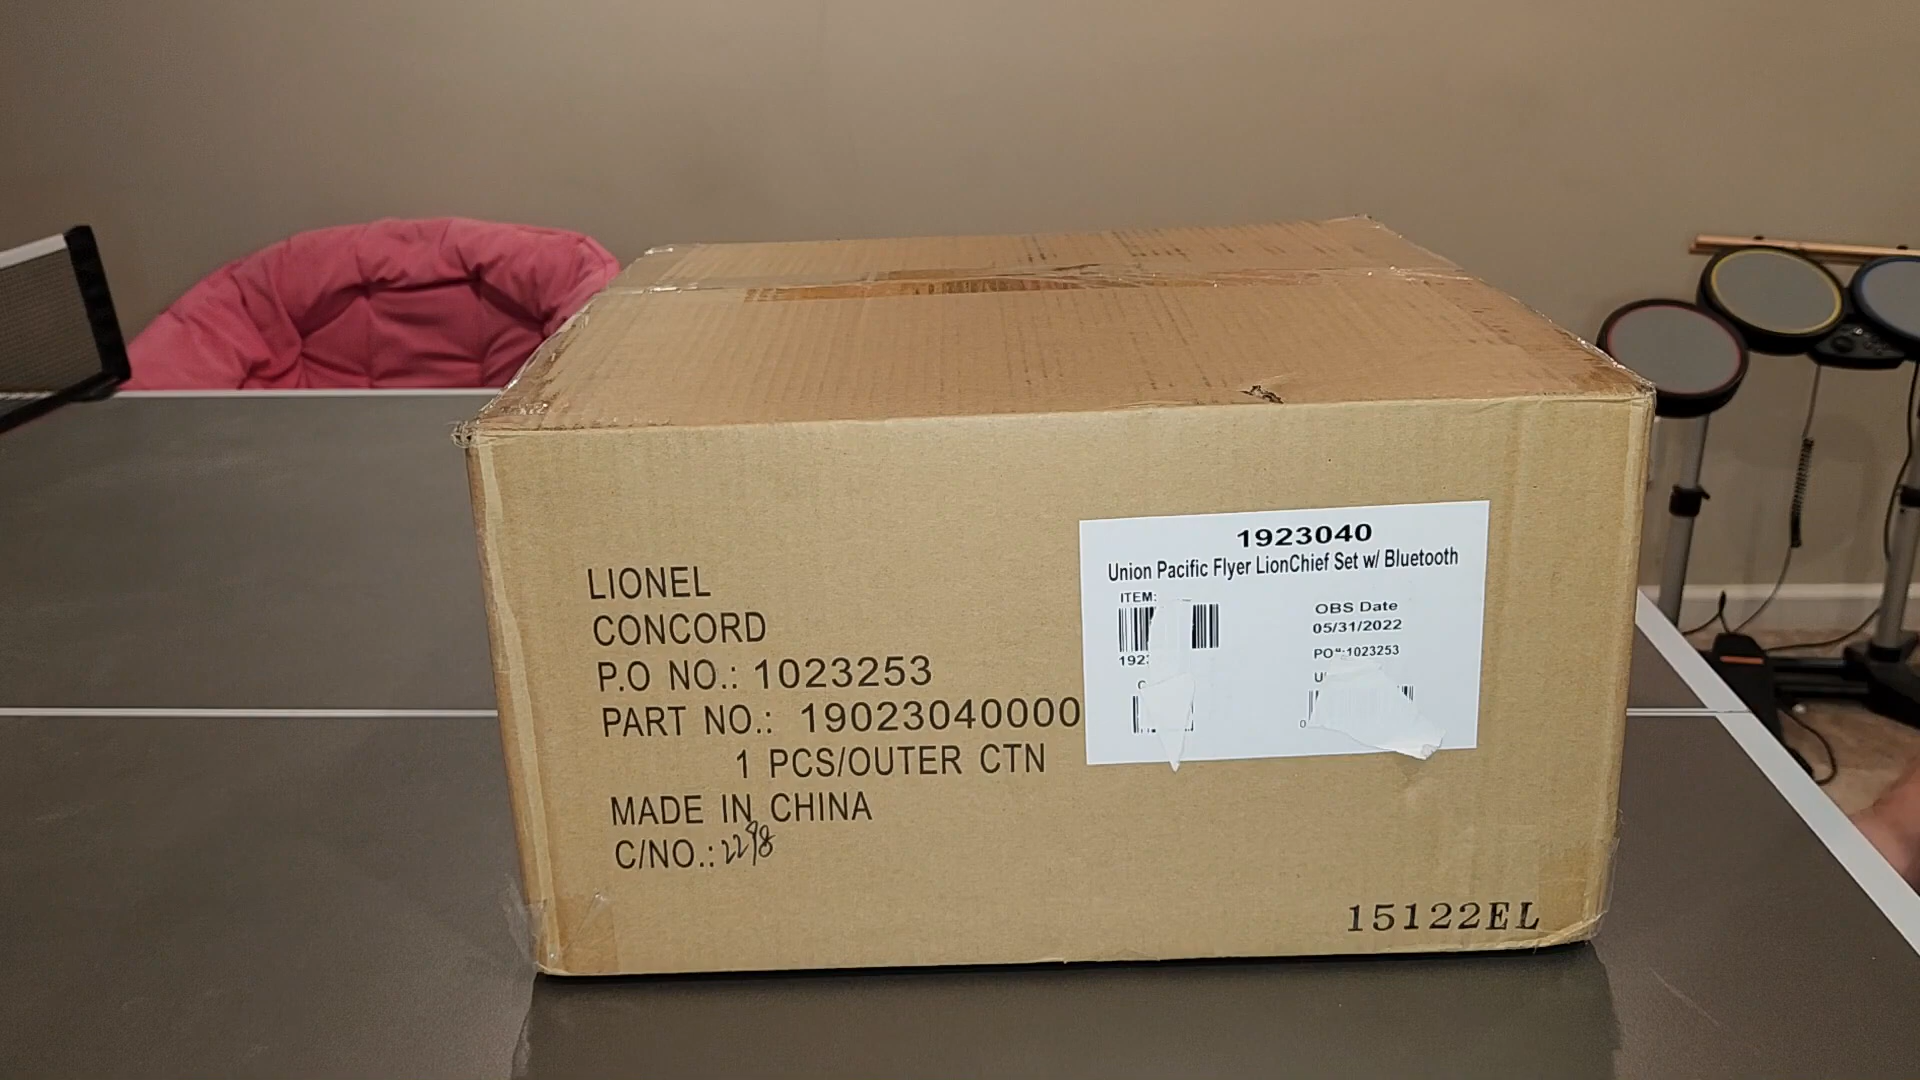 LIONEL
CONCORD
P.O NO.: 1023253
PART NO.: 19023040000
1 PCS/OUTER CTN
MADE IN CHINA
C/NO.: 2298
1923040
Union Pacific Flyer LionChief Set w/ Bluetooth
ITEM:
OBS Date
05/31/2022
PO#:1023253
15122EL